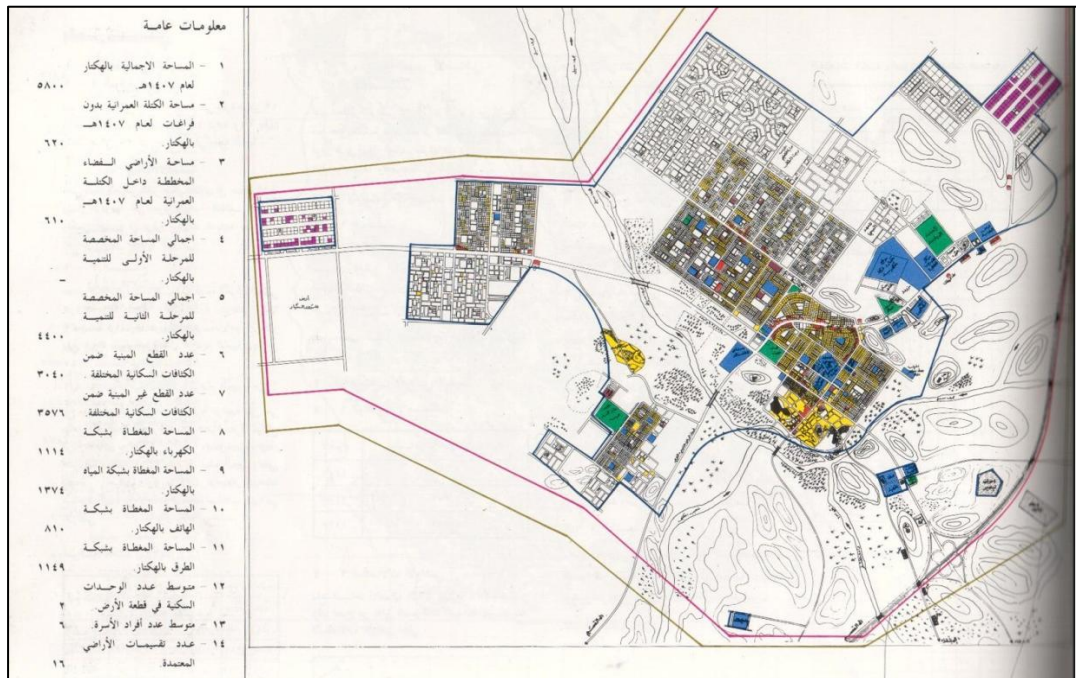 معلومات عامة
١ - المساحة الاجمالية بالهكتار
لعام ١٤٠٧هـ. ٥٨٠٠
٢ - مساحة الكتلة العمرانية بدون
فراغات لعام ١٤٠٧هـ
بالهكتار. ٦٢٠
٣ - مساحة الأراضي الفضاء
المخططة داخل الكتلة
العمرانية لعام ١٤٠٧هـ
بالهكتار. ٦١٠
٤ - اجمالي المساحة المخصصة
للمرحلة الأولى للتنمية
بالهكتار. -
٥ - اجمالي المساحة المخصصة
للمرحلة الثانية للتنمية
بالهكتار. ٤٤٠٠
٦ - عدد القطع المبنية ضمن
الكثافات السكانية المختلفة. ٣٠٤٠
٧ - عدد القطع غير المبنية ضمن
الكثافات السكانية المختلفة. ٣٥٧٦
٨ - المساحة المغطاة بشبكة
الكهرباء بالهكتار. ١١١٤
٩ - المساحة المغطاة بشبكة المياه
بالهكتار. ١٣٧٤
١٠ - المساحة المغطاة بشبكة
الهاتف بالهكتار. ٨١٠
١١ - المساحة المغطاة بشبكة
الطرق بالهكتار. ١١٤٩
١٢ - متوسط عدد الوحدات
السكنية في قطعة الأرض. ٢
١٣ - متوسط عدد أفراد الأسرة. ٦
١٤ - عدد تقسيمات الأراضي
المعتمدة. ١٦